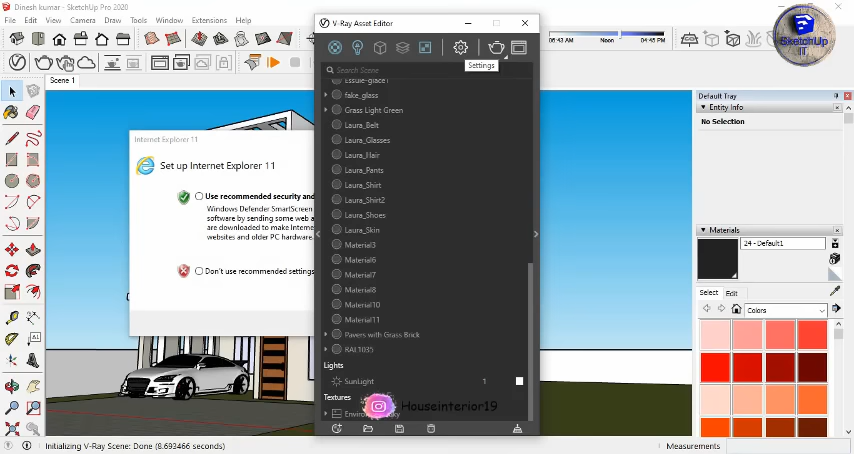 Dinesh kumar - SketchUp Pro 2020
File Edit View Camera Draw Tools Window Extensions Help
V-Ray Asset Editor
06:43 AM Noon 04:45 PM
SketchUp
IT
Settings
Search Scene
Scene 1
Essuie-glace1
fake_glass
Grass Light Green
Laura_Belt
Laura_Glasses
Laura_Hair
Laura_Pants
Laura_Shirt
Laura_Shirt2
Laura_Shoes
Laura_Skin
Material3
Material6
Material7
Material8
Material10
Material11
Pavers with Grass Brick
RAL1035
Lights
SunLight 1
Textures
Houseinterior19
Internet Explorer 11
Set up Internet Explorer 11
Use recommended security and
Windows Defender SmartScreen
software by sending some web a
are downloaded to make Interne
websites and older PC hardware.
Don't use recommended settings
Default Tray
Entity Info
No Selection
Materials
24 - Default1
Select Edit
Colors
Initializing V-Ray Scene: Done (8.693466 seconds)
Measurements